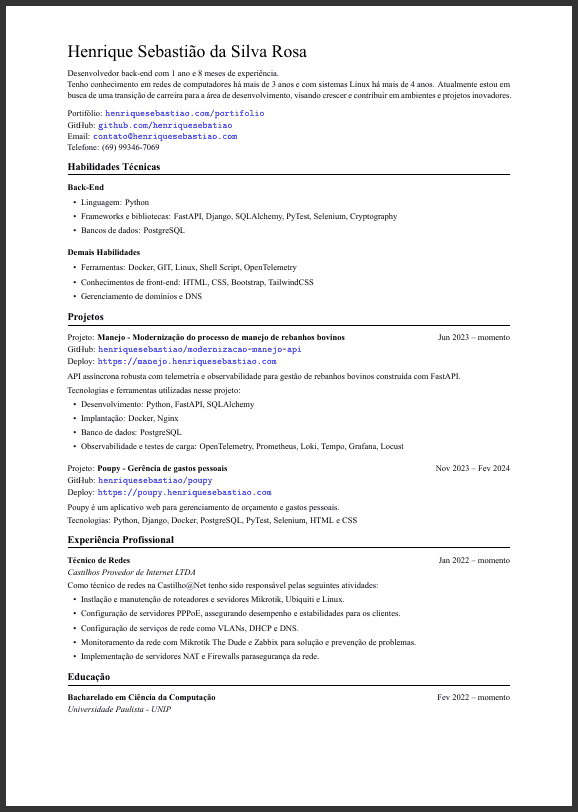 Henrique Sebastião da Silva Rosa
Desenvolvedor back-end com 1 ano e 8 meses de experiência.
Tenho conhecimento em redes de computadores há mais de 3 anos e com sistemas Linux há mais de 4 anos. Atualmente estou em
busca de uma transição de carreira para a área de desenvolvimento, visando crescer e contribuir em ambientes e projetos inovadores.
Portifólio: henriquesebastiao.com/portifolio
GitHub: github.com/henriquesebatiao
Email: contato@henriquesebastiao.com
Telefone: (69) 99346-7069
Habilidades Técnicas
Back-End
• Linguagem: Python
• Frameworks e bibliotecas: FastAPI, Django, SQLAlchemy, PyTest, Selenium, Cryptography
• Bancos de dados: PostgreSQL
Demais Habilidades
• Ferramentas: Docker, GIT, Linux, Shell Script, OpenTelemetry
• Conhecimentos de front-end: HTML, CSS, Bootstrap, TailwindCSS
• Gerenciamento de domínios e DNS
Projetos
Projeto: Manejo - Modernização do processo de manejo de rebanhos bovinos Jun 2023 – momento
GitHub: henriquesebastiao/modernizacao-manejo-api
Deploy: https://manejo.henriquesebastiao.com
API assíncrona robusta com telemetria e observabilidade para gestão de rebanhos bovinos construída com FastAPI.
Tecnologias e ferramentas utilizadas nesse projeto:
• Desenvolvimento: Python, FastAPI, SQLAlchemy
• Implantação: Docker, Nginx
• Banco de dados: PostgreSQL
• Observabilidade e testes de carga: OpenTelemetry, Prometheus, Loki, Tempo, Grafana, Locust
Projeto: Poupy - Gerência de gastos pessoais Nov 2023 – Fev 2024
GitHub: henriquesebastiao/poupy
Deploy: https://poupy.henriquesebastiao.com
Poupy é um aplicativo web para gerenciamento de orçamento e gastos pessoais.
Tecnologias: Python, Django, Docker, PostgreSQL, PyTest, Selenium, HTML e CSS
Experiência Profissional
Técnico de Redes Jan 2022 – momento
Castilhos Provedor de Internet LTDA
Como técnico de redes na Castilho@Net tenho sido responsável pelas seguintes atividades:
• Instlação e manutenção de roteadores e sevidores Mikrotik, Ubiquiti e Linux.
• Configuração de servidores PPPoE, assegurando desempenho e estabilidades para os clientes.
• Configuração de serviços de rede como VLANs, DHCP e DNS.
• Monitoramento da rede com Mikrotik The Dude e Zabbix para solução e prevenção de problemas.
• Implementação de servidores NAT e Firewalls parasegurança da rede.
Educação
Bacharelado em Ciência da Computação Fev 2022 – momento
Universidade Paulista - UNIP